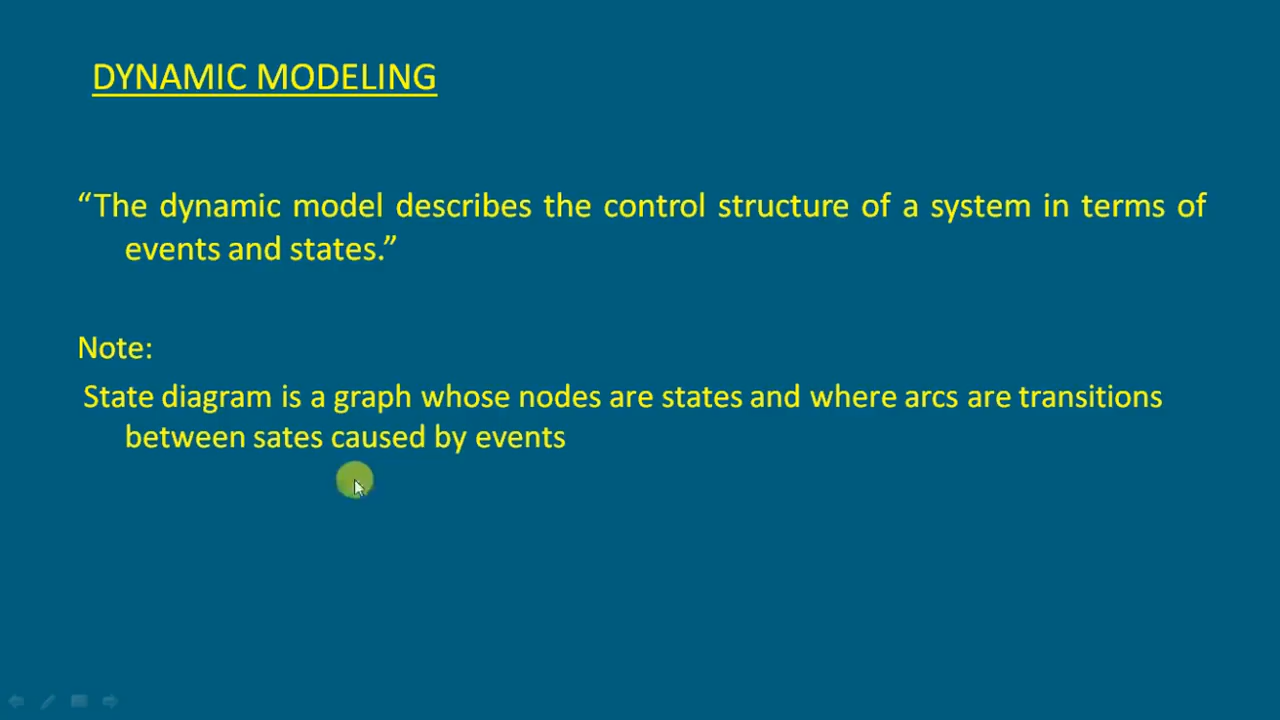 DYNAMIC MODELING
“The dynamic model describes the control structure of a system in terms of
events and states.”
Note:
State diagram is a graph whose nodes are states and where arcs are transitions
between sates caused by events